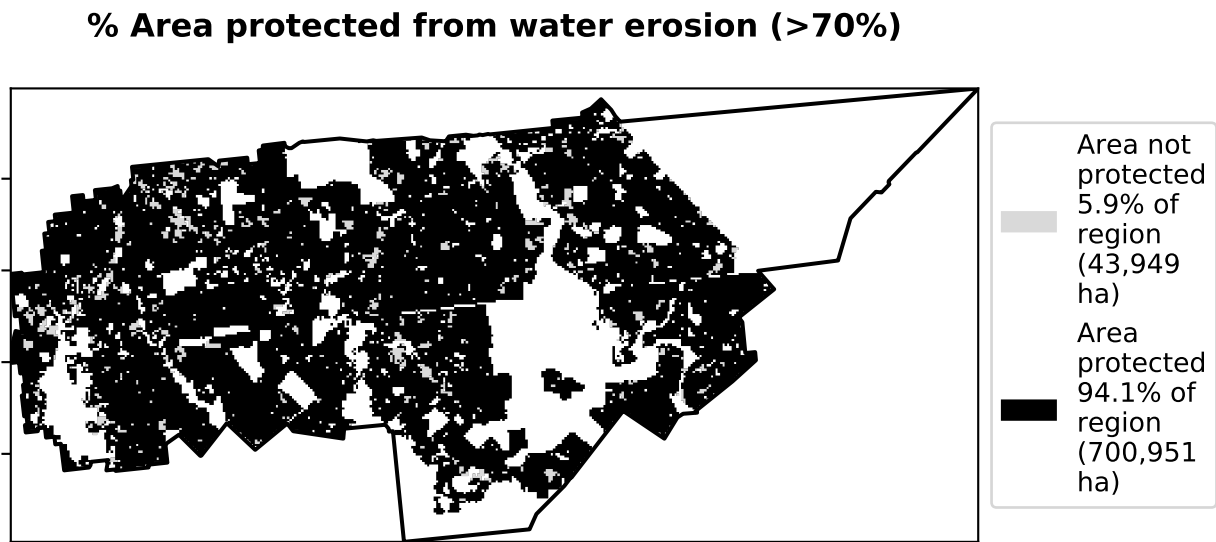 % Area protected from water erosion (>70%)
Area not
protected
5.9% of
region
(43,949
ha)
Area
protected
94.1% of
region
(700,951
ha)